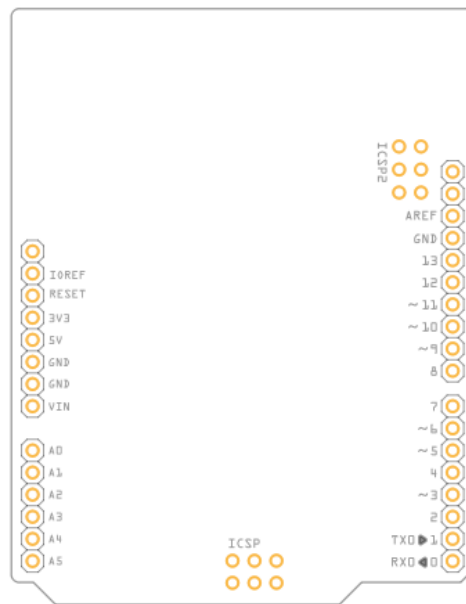 ICSP2
AREF
GND
13
12
~11
~10
~9
8
7
~6
~5
4
~3
2
TX0▶1
RX0◀0
IOREF
RESET
3V3
5V
GND
GND
VIN
A0
A1
A2
A3
A4
A5
ICSP